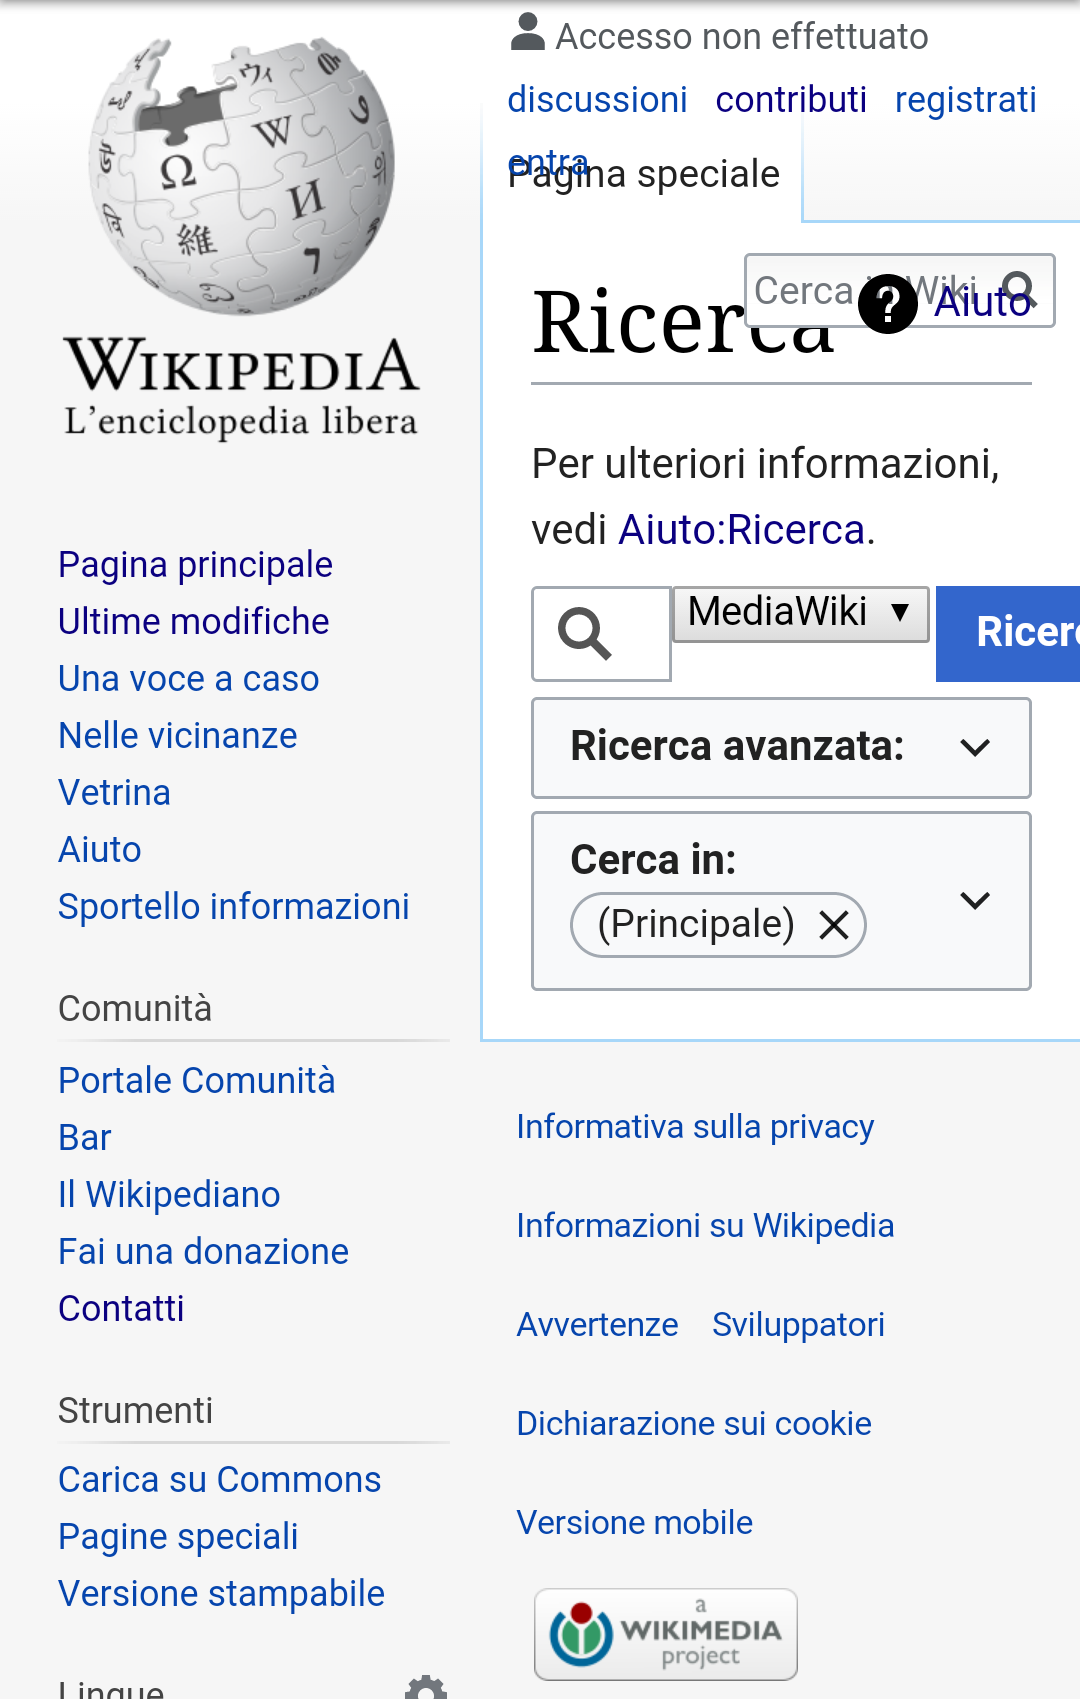 WIKIPEDIA
L'enciclopedia libera
Pagina principale
Ultime modifiche
Una voce a caso
Nelle vicinanze
Vetrina
Aiuto
Sportello informazioni
Comunità
Portale Comunità
Bar
Il Wikipediano
Fai una donazione
Contatti
Strumenti
Carica su Commons
Pagine speciali
Versione stampabile
Lingue
Accesso non effettuato
discussioni contributi registrati
entra
Pagina speciale
Cerca in Wiki
Ricerca
Aiuto
Per ulteriori informazioni,
vedi Aiuto:Ricerca.
MediaWiki ▼
Ricerc
Ricerca avanzata:
Cerca in:
(Principale)
Informativa sulla privacy
Informazioni su Wikipedia
Avvertenze Sviluppatori
Dichiarazione sui cookie
Versione mobile
a
WIKIMEDIA
project